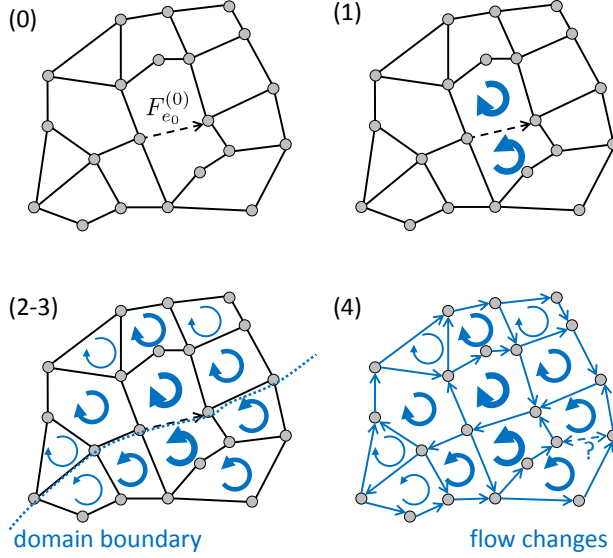 (0)
(1)
F_{e_0}^{(0)}
(2-3)
(4)
?
domain boundary
flow changes